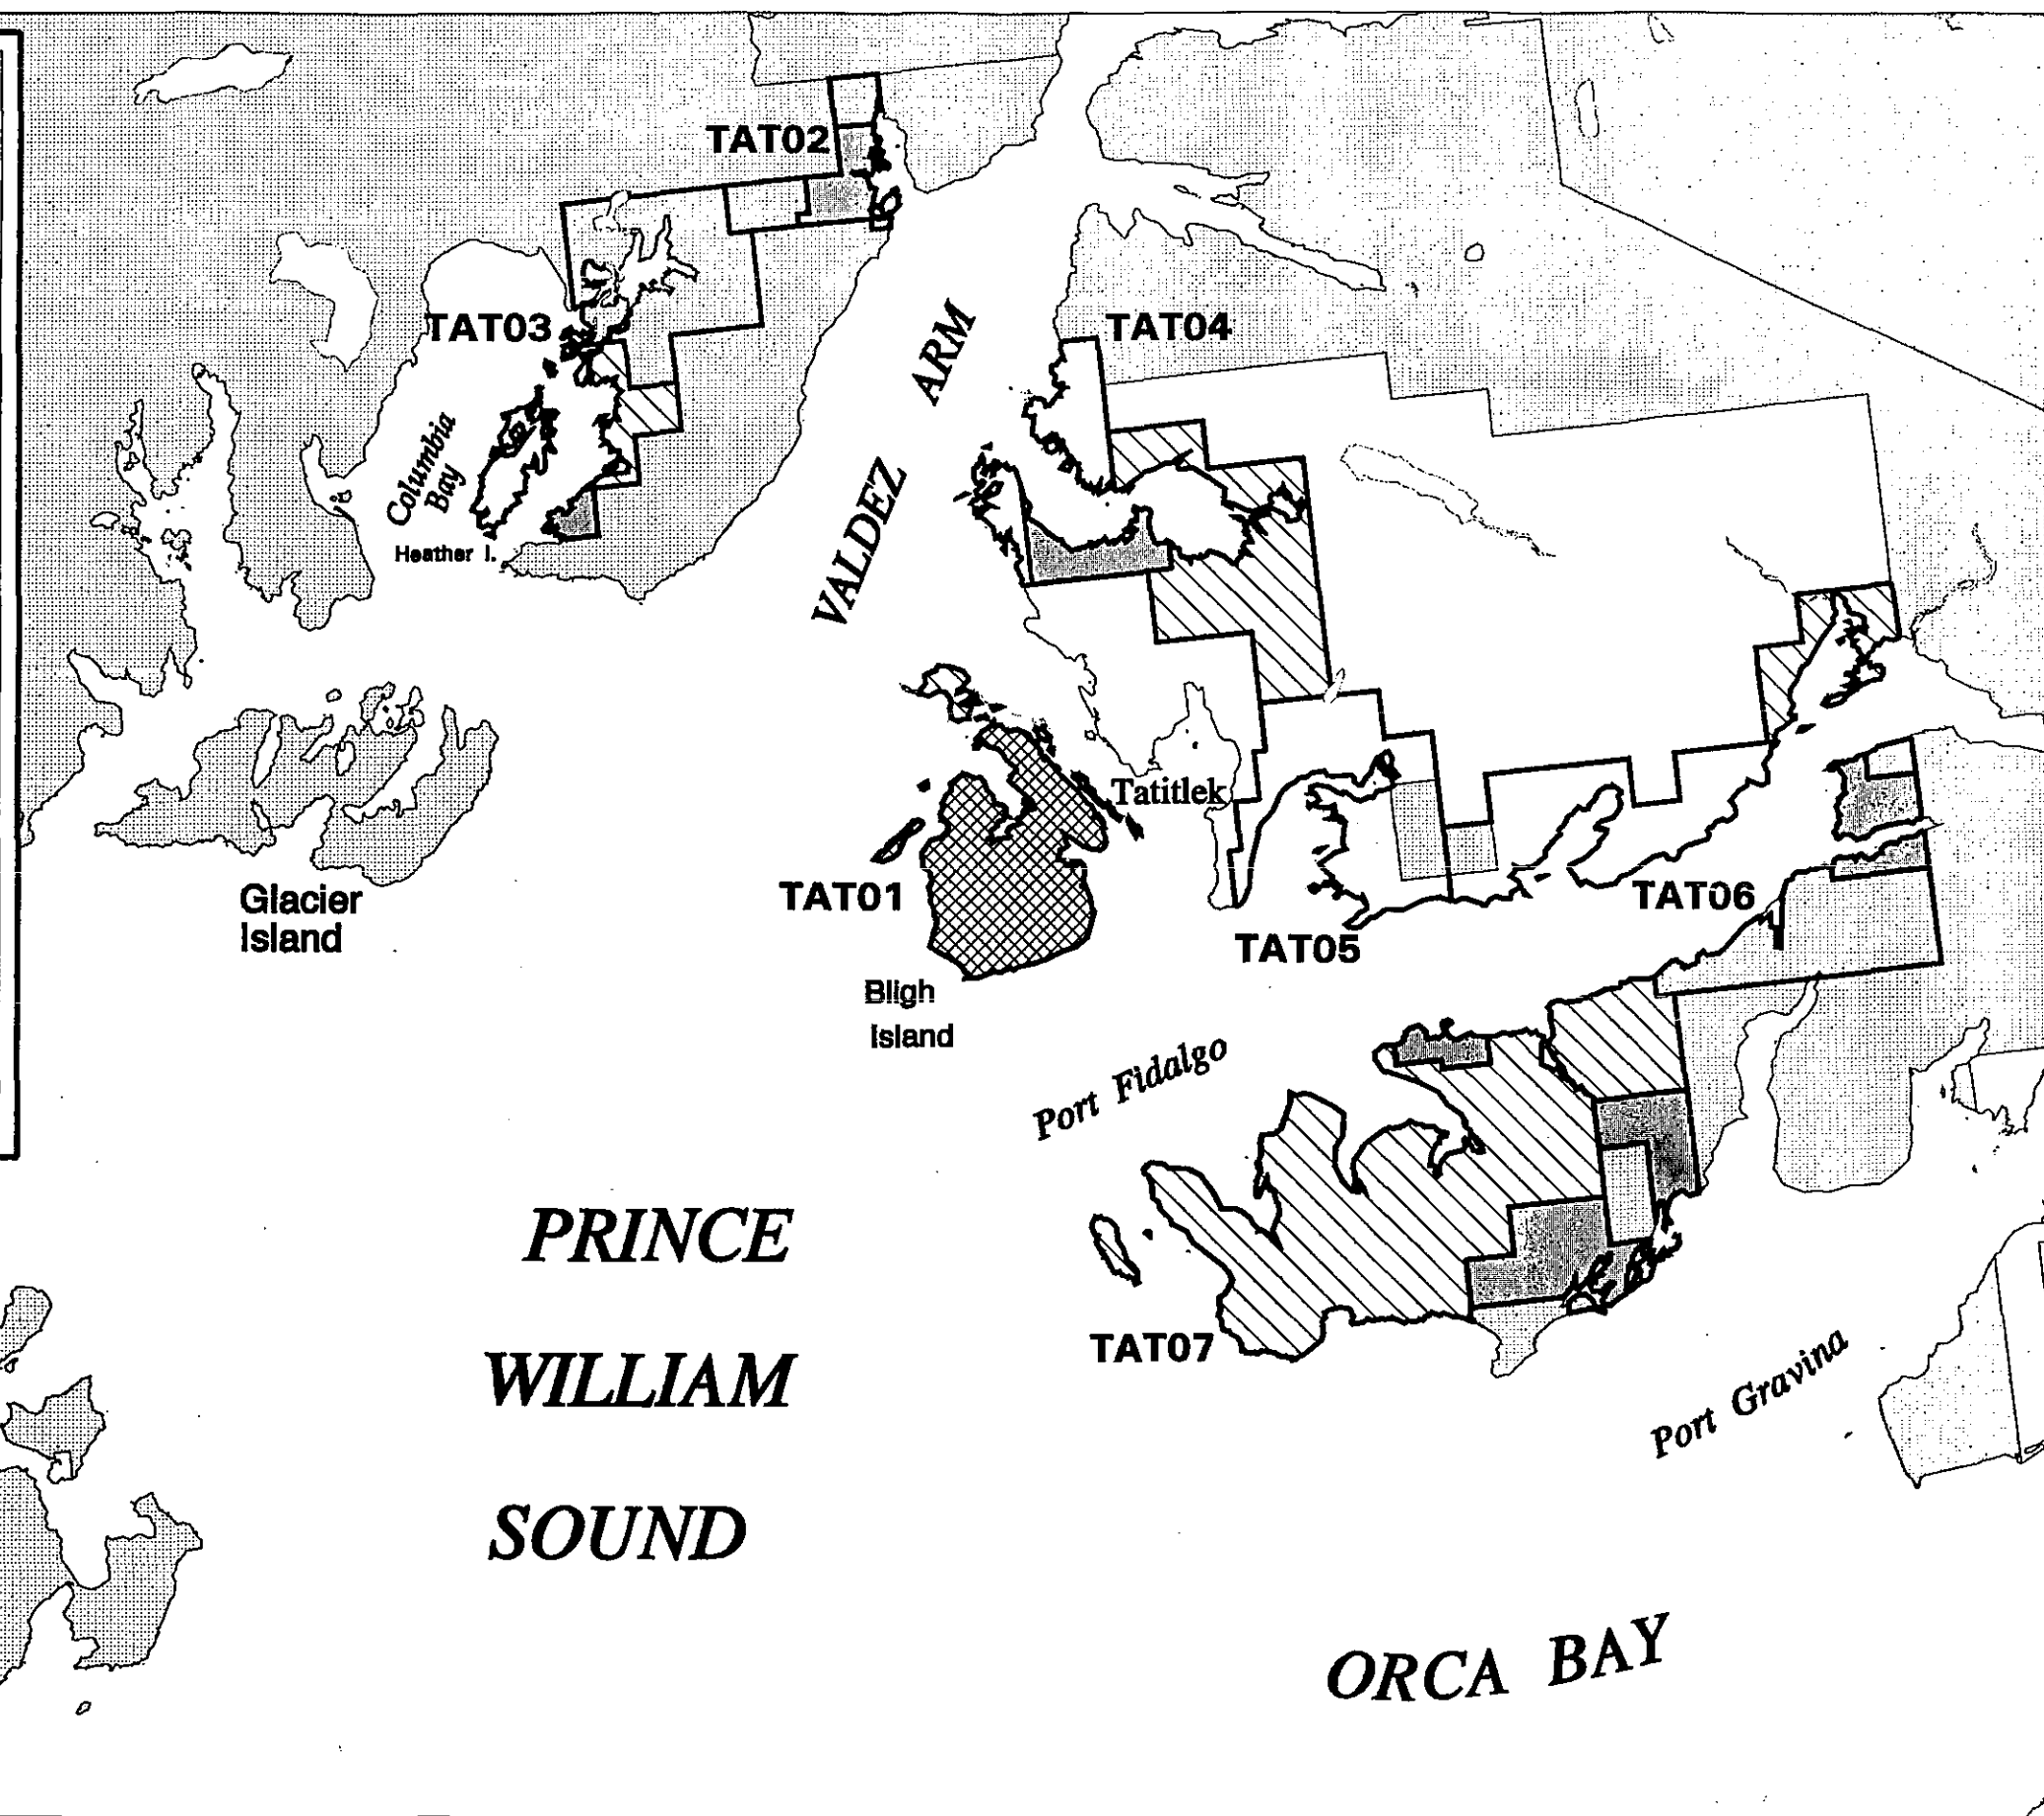 TAT02
TAT03
TAT04
VALDEZ ARM
Columbia
Bay
Heather I.
Tatitlek
TAT01
TAT06
TAT05
Glacier
Island
Bligh
Island
Port Fidalgo
PRINCE
WILLIAM
SOUND
TAT07
Port Gravina
ORCA BAY